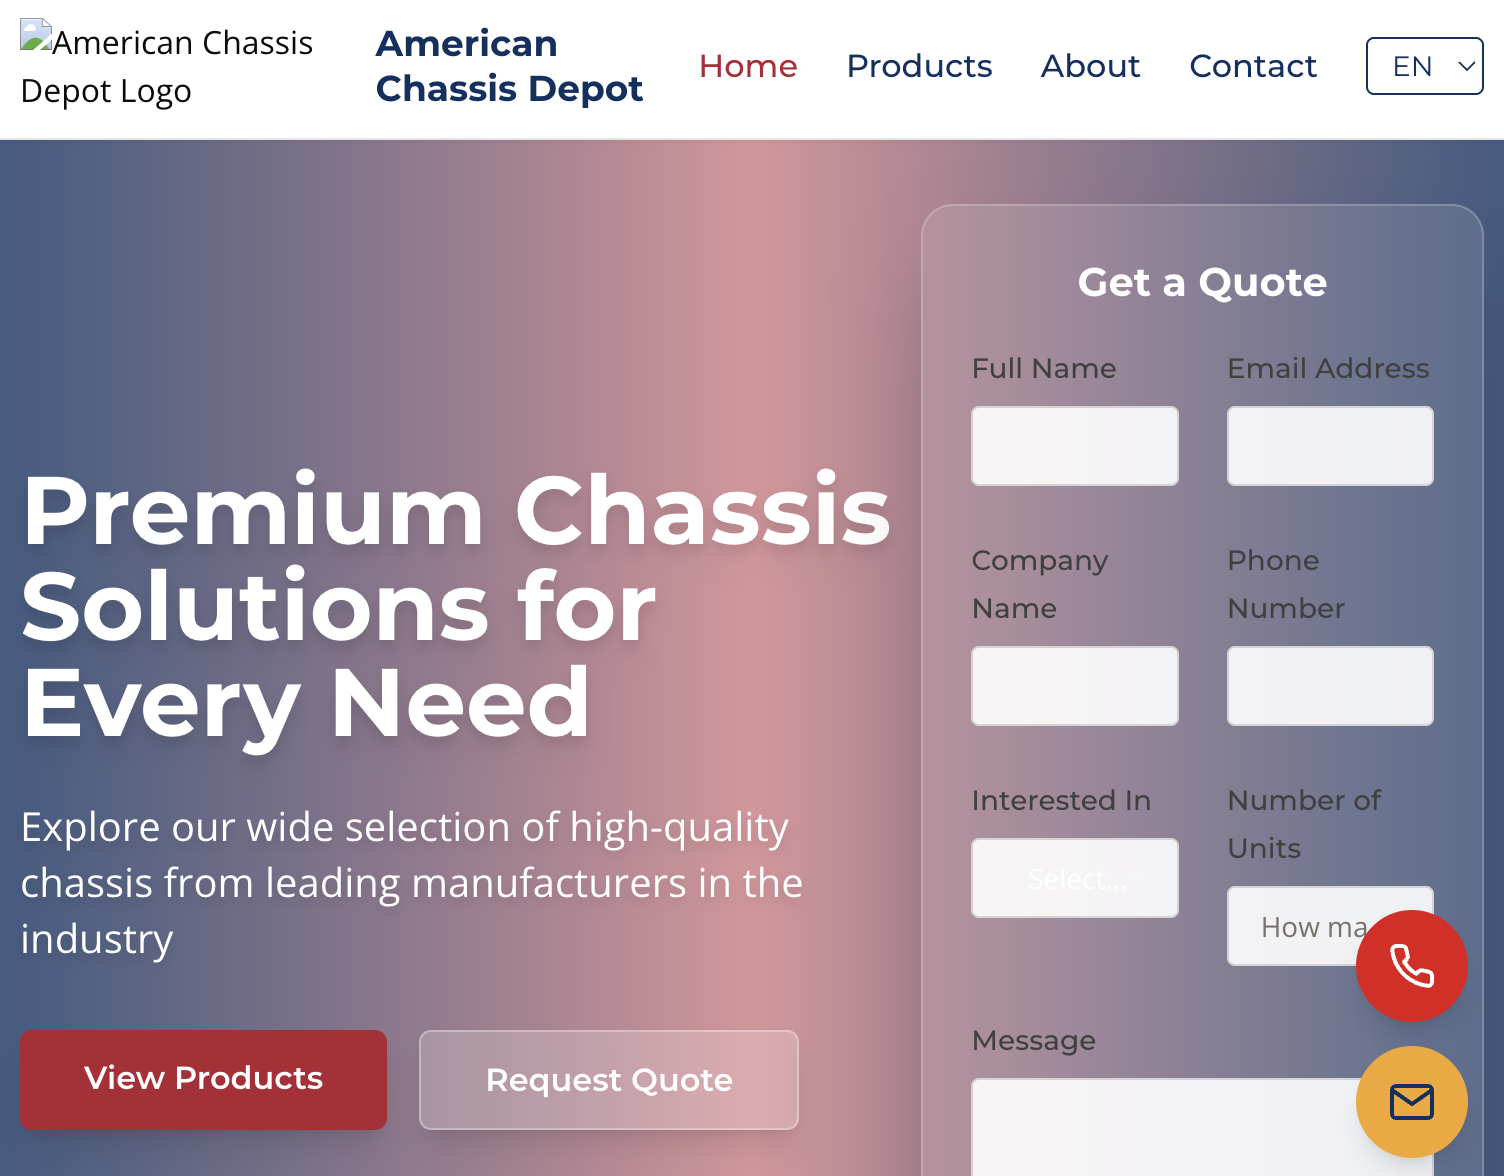 American Chassis
Depot Logo
American
Chassis Depot
Home
Products
About
Contact
EN
Premium Chassis
Solutions for
Every Need
Explore our wide selection of high-quality
chassis from leading manufacturers in the
industry
View Products
Request Quote
Get a Quote
Full Name
Email Address
Company
Name
Phone
Number
Interested In
Select...
Number of
Units
How ma
Message